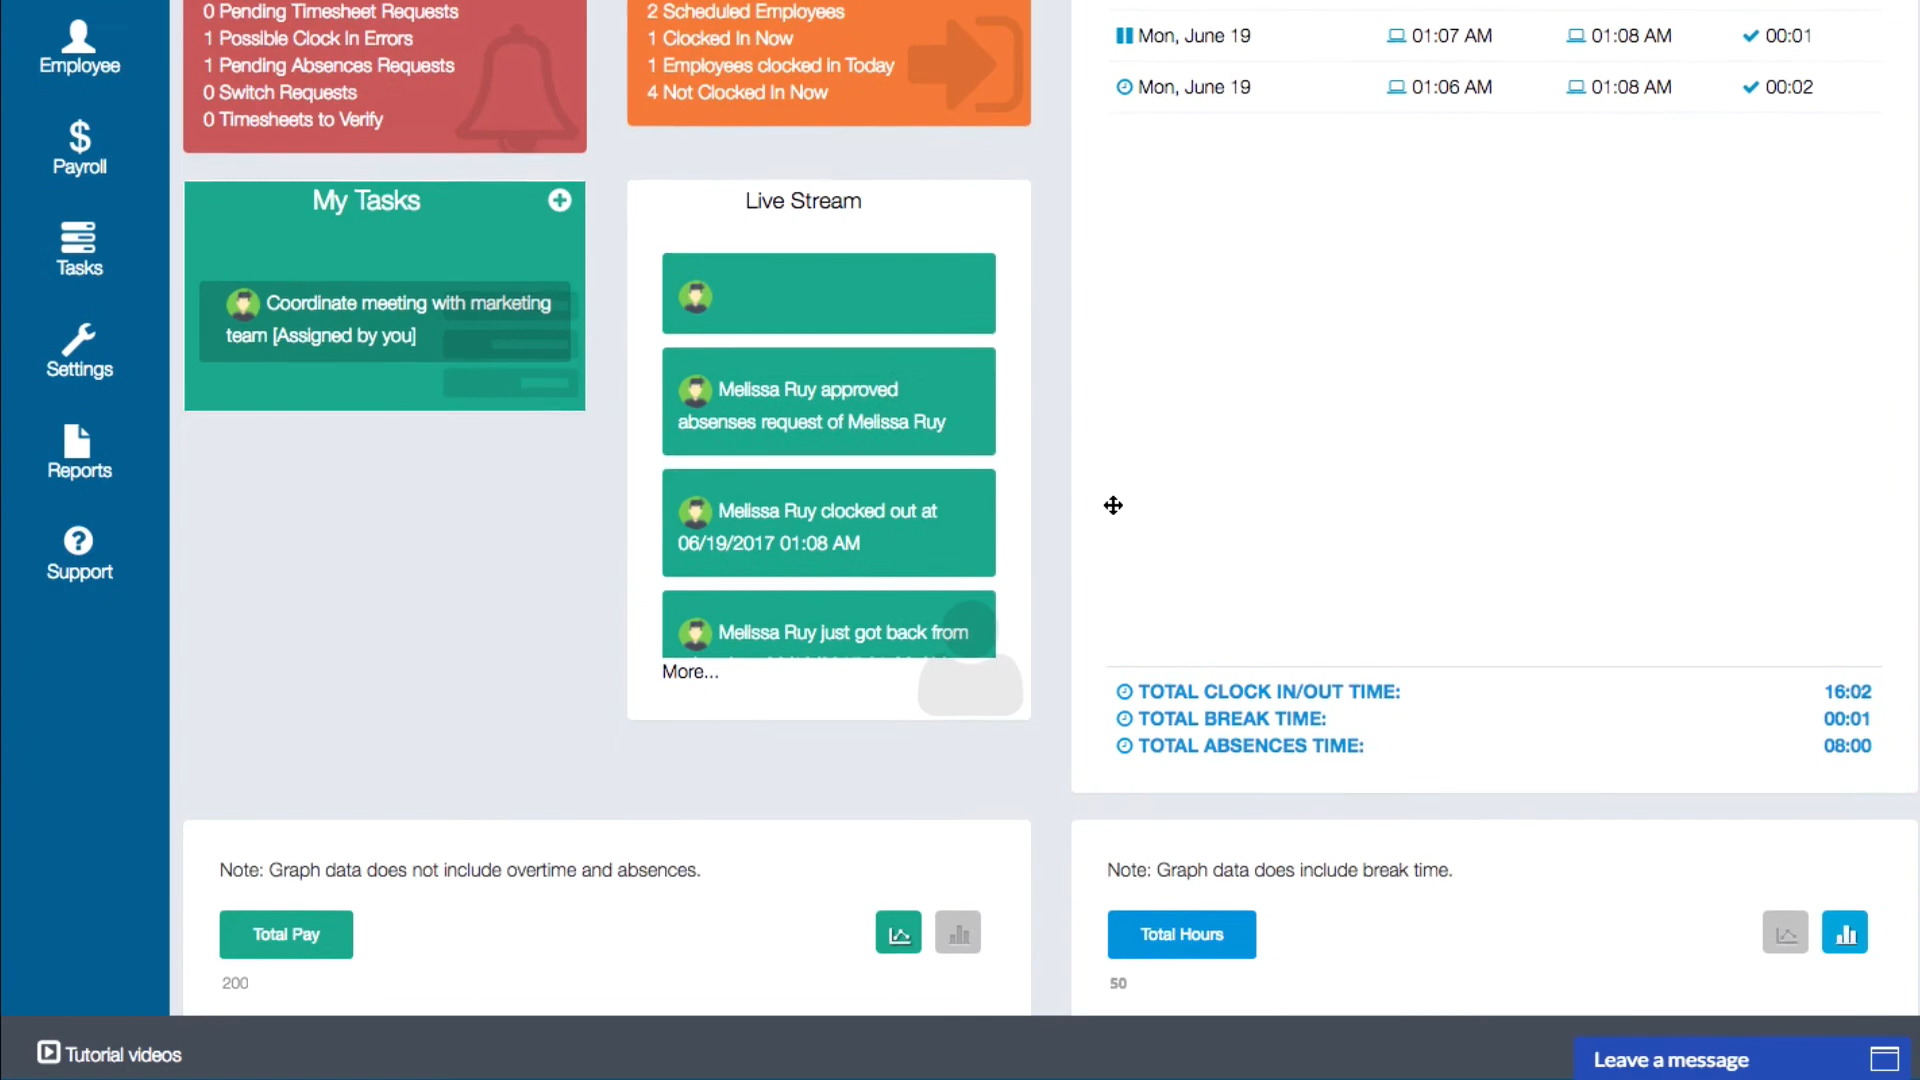 Employee
Payroll
Tasks
Settings
Reports
Support
0 Pending Timesheet Requests
1 Possible Clock In Errors
1 Pending Absences Requests
0 Switch Requests
0 Timesheets to Verify
2 Scheduled Employees
1 Clocked In Now
1 Employees clocked in Today
4 Not Clocked In Now
Mon, June 19 01:07 AM 01:08 AM 00:01
Mon, June 19 01:06 AM 01:08 AM 00:02
My Tasks
Coordinate meeting with marketing
team [Assigned by you]
Live Stream
Melissa Ruy approved
absenses request of Melissa Ruy
Melissa Ruy clocked out at
06/19/2017 01:08 AM
Melissa Ruy just got back from
More...
TOTAL CLOCK IN/OUT TIME: 16:02
TOTAL BREAK TIME: 00:01
TOTAL ABSENCES TIME: 08:00
Note: Graph data does not include overtime and absences.
Total Pay
200
Note: Graph data does include break time.
Total Hours
50
Tutorial videos
Leave a message